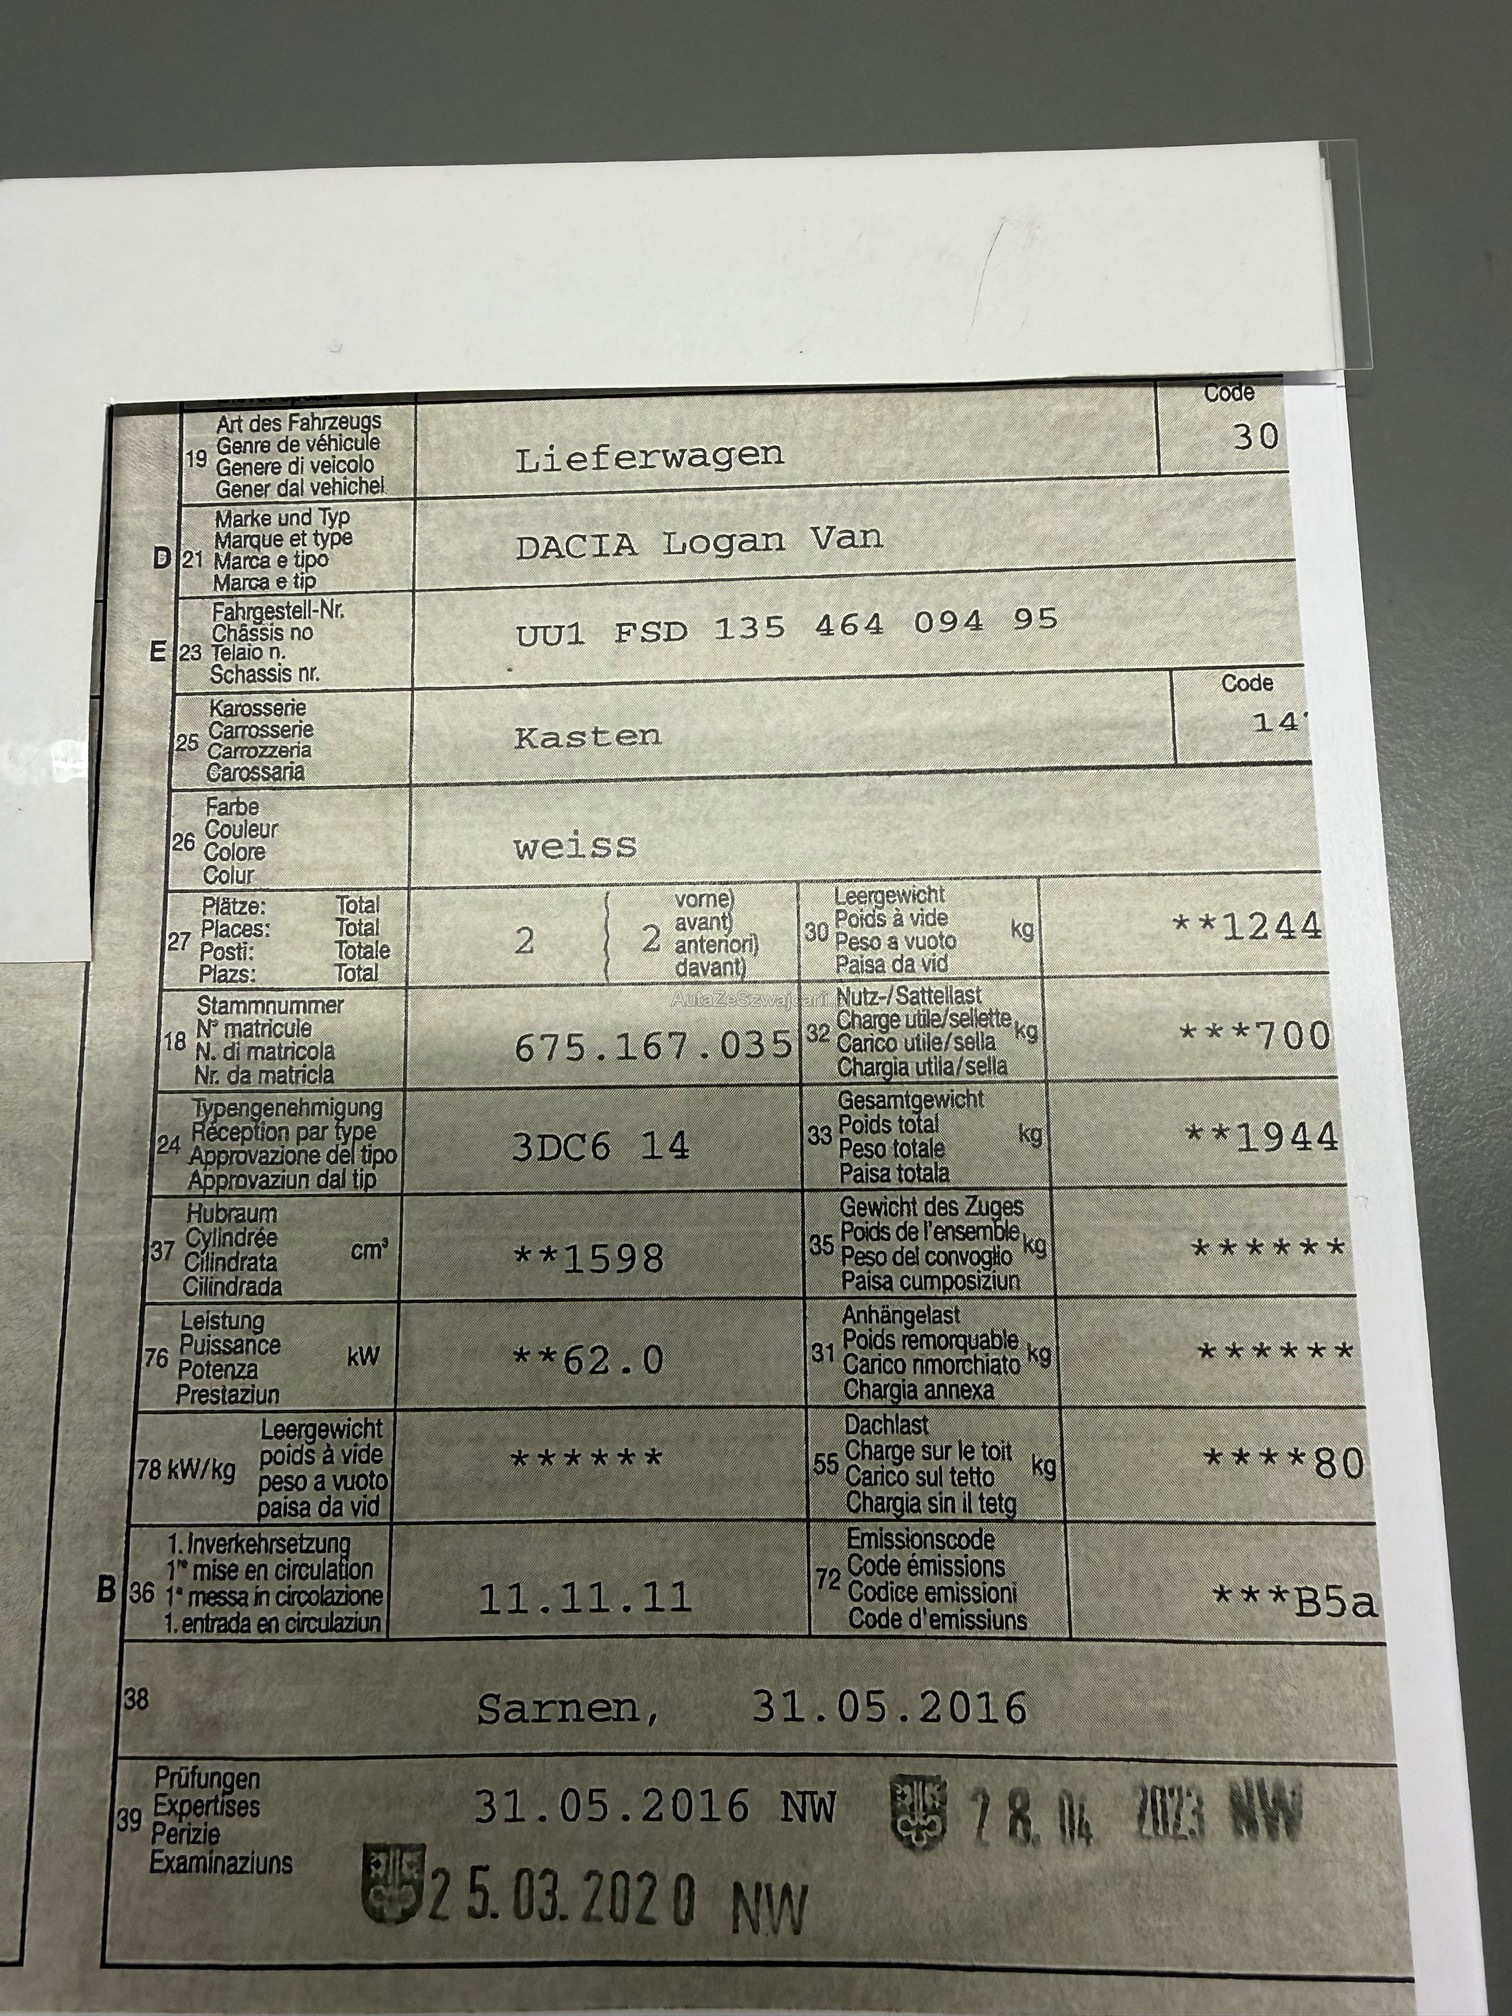 Code
19 Art des Fahrzeugs
Genre de véhicule
Genere di veicolo
Gener dal vehichel
Lieferwagen
30
D 21 Marke und Typ
Marque et type
Marca e tipo
Marca e tip
DACIA Logan Van
E 23 Fahrgestell-Nr.
Châssis no
Telaio n.
Schassis nr.
UU1 FSD 135 464 094 95
25 Karosserie
Carrosserie
Carrozzeria
Carossaria
Kasten
Code
14
26 Farbe
Couleur
Colore
Colur
weiss
27 Plätze: Total
Places: Total
Posti: Totale
Plazs: Total
2 { 2 vorne)
avant)
anteriori)
davant)
30 Leergewicht
Poids à vide kg
Peso a vuoto
Paisa da vid
**1244
AutaZeSzwajcarii
18 Stammnummer
N° matricule
N. di matricola
Nr. da matricla
675.167.035
32 Nutz-/Sattellast
Charge utile/sellette kg
Carico utile/sella
Chargia utila/sella
***700
24 Typengenehmigung
Réception par type
Approvazione del tipo
Approvaziun dal tip
3DC6 14
33 Gesamtgewicht
Poids total kg
Peso totale
Paisa totala
**1944
37 Hubraum
Cylindrée cm³
Cilindrata
Cilindrada
**1598
35 Gewicht des Zuges
Poids de l'ensemble kg
Peso del convoglio
Paisa cumposiziun
******
76 Leistung
Puissance kW
Potenza
Prestaziun
**62.0
31 Anhängelast
Poids remorquable kg
Carico rimorchiato
Chargia annexa
******
78 kW/kg Leergewicht
poids à vide
peso a vuoto
paisa da vid
******
55 Dachlast
Charge sur le toit kg
Carico sul tetto
Chargia sin il tetg
****80
B 36 1. Inverkehrsetzung
1re mise en circulation
1a messa in circolazione
1. entrada en circulaziun
11.11.11
72 Emissionscode
Code émissions
Codice emissioni
Code d'emissiuns
***B5a
38 Sarnen, 31.05.2016
39 Prüfungen
Expertises
Perizie
Examinaziuns
31.05.2016 NW
28.04 2023 NW
25.03.2020 NW